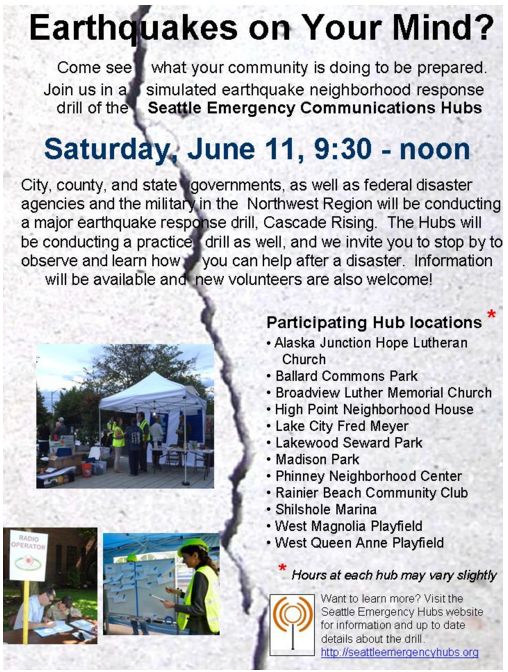 Earthquakes on Your Mind?
Come see what your community is doing to be prepared.
Join us in a simulated earthquake neighborhood response
drill of the Seattle Emergency Communications Hubs
Saturday, June 11, 9:30 - noon
City, county, and state governments, as well as federal disaster
agencies and the military in the Northwest Region will be conducting
a major earthquake response drill, Cascade Rising. The Hubs will
be conducting a practice drill as well, and we invite you to stop by to
observe and learn how you can help after a disaster. Information
will be available and new volunteers are also welcome!
Participating Hub locations *
• Alaska Junction Hope Lutheran
Church
• Ballard Commons Park
• Broadview Luther Memorial Church
• High Point Neighborhood House
• Lake City Fred Meyer
• Lakewood Seward Park
• Madison Park
• Phinney Neighborhood Center
• Rainier Beach Community Club
• Shilshole Marina
• West Magnolia Playfield
• West Queen Anne Playfield
* Hours at each hub may vary slightly
RADIO
OPERATOR
Want to learn more? Visit the
Seattle Emergency Hubs website
for information and up to date
details about the drill.
http://seattleemergencyhubs.org